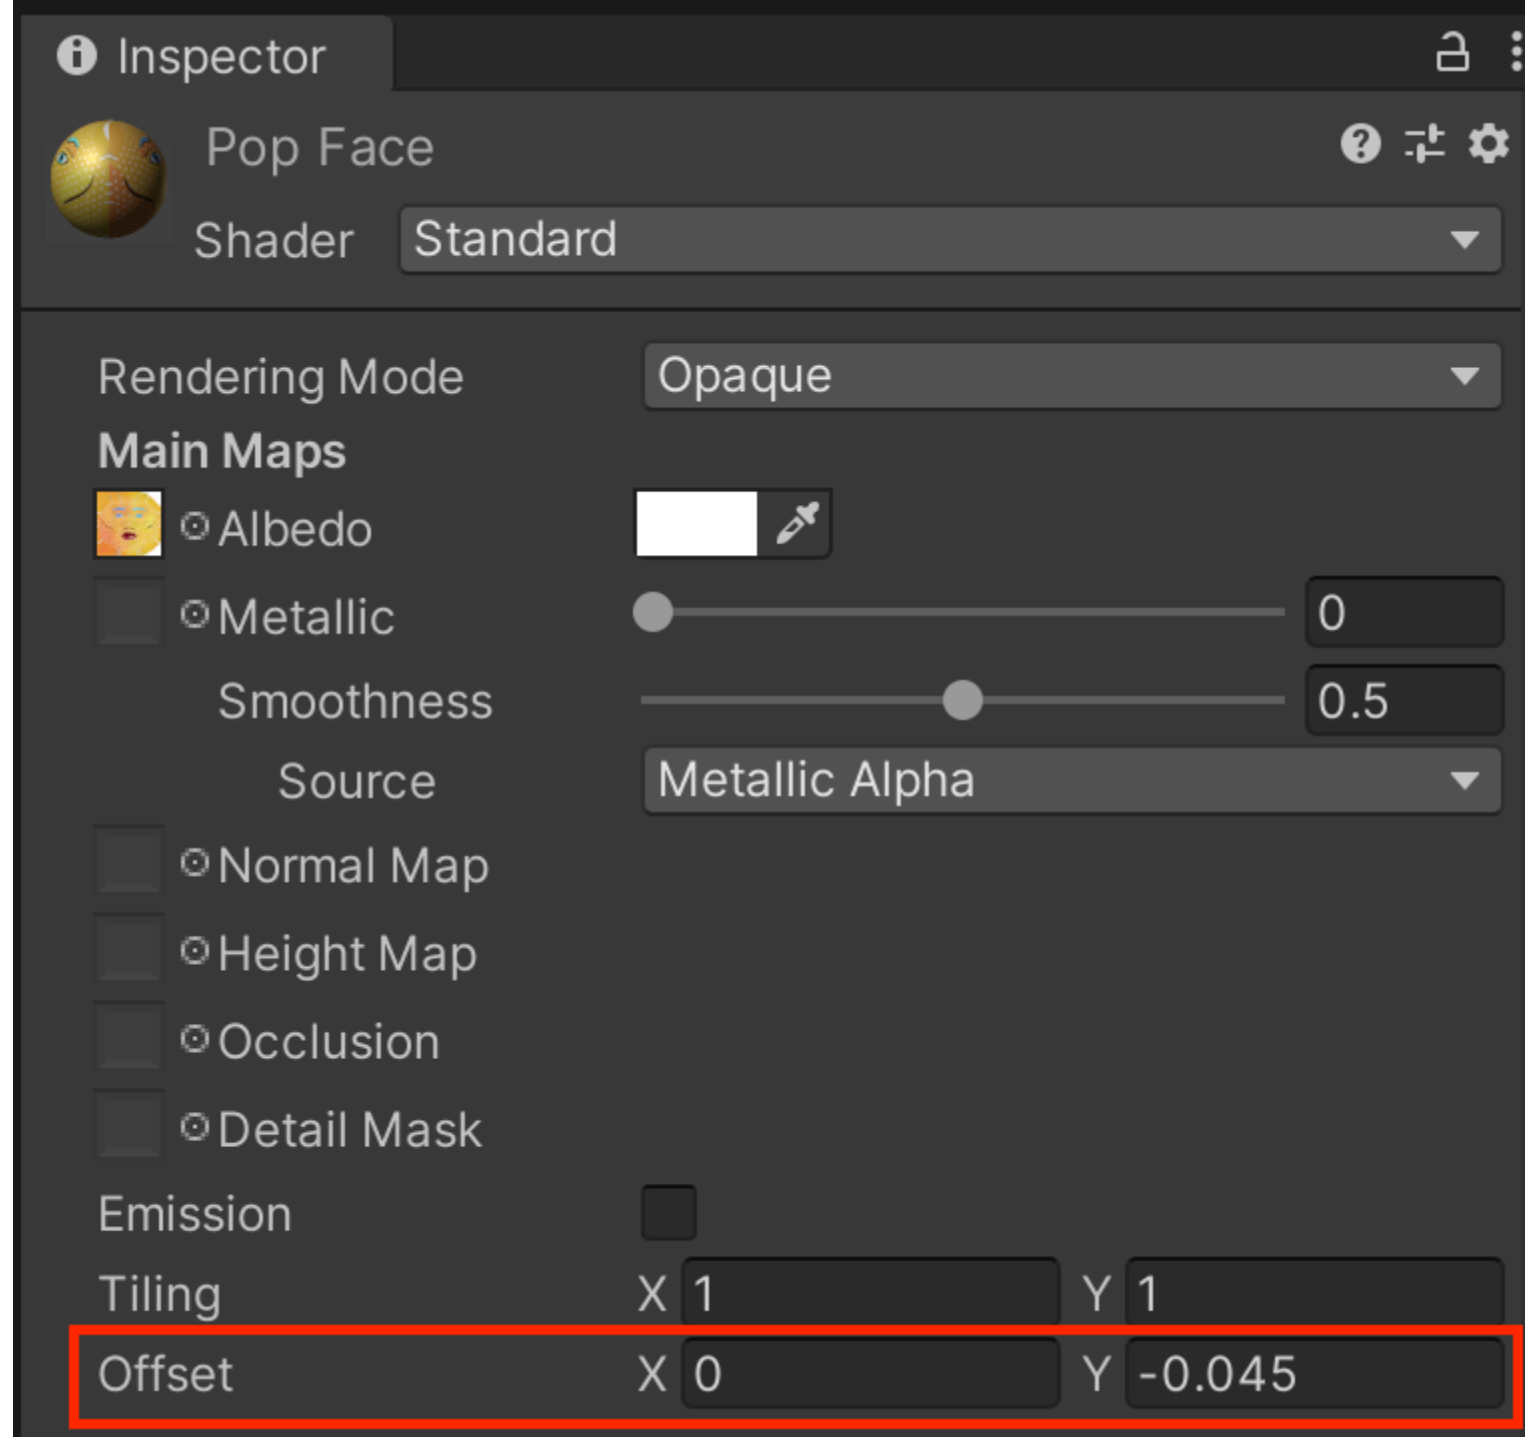 Inspector
Pop Face
Shader Standard
Rendering Mode Opaque
Main Maps
Albedo
Metallic 0
Smoothness 0.5
Source Metallic Alpha
Normal Map
Height Map
Occlusion
Detail Mask
Emission
Tiling X 1 Y 1
Offset X 0 Y -0.045